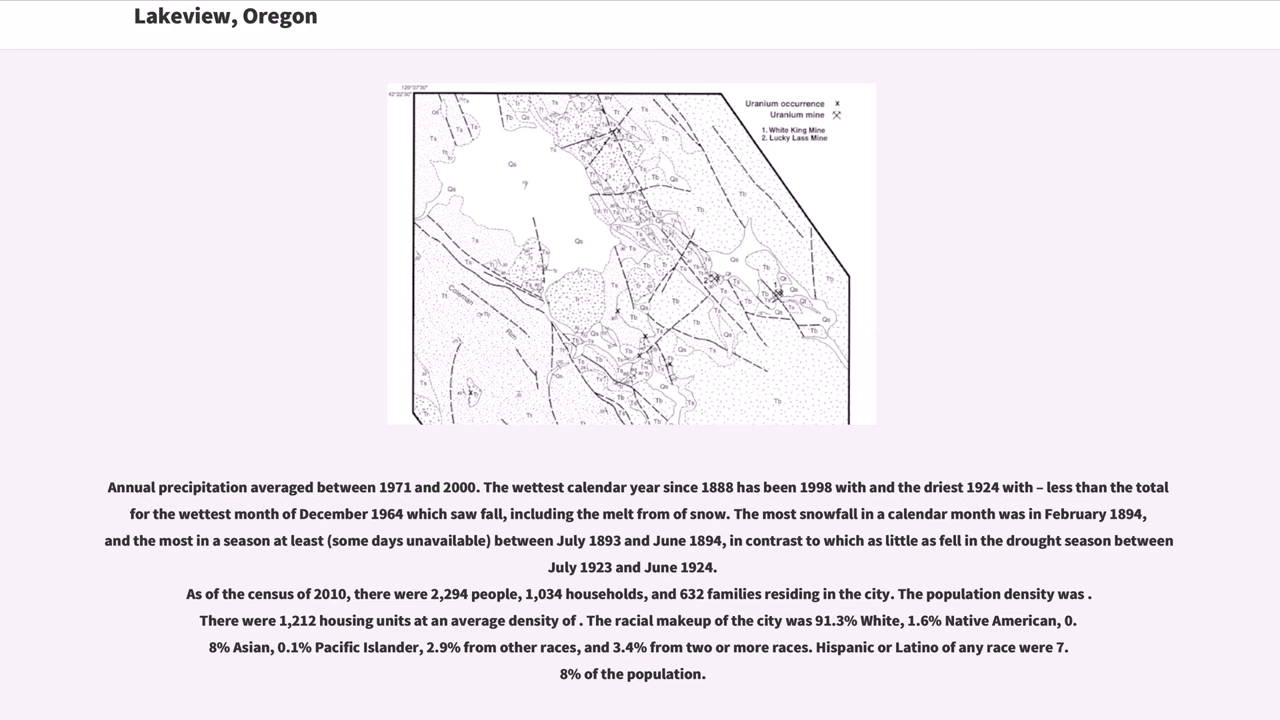 Lakeview, Oregon
Uranium occurrence x
Uranium mine
1. White King Mine
2. Lucky Lass Mine
Qs
?
Qs
Qs
Coleman
Rim
Tb
Annual precipitation averaged between 1971 and 2000. The wettest calendar year since 1888 has been 1998 with and the driest 1924 with – less than the total
for the wettest month of December 1964 which saw fall, including the melt from of snow. The most snowfall in a calendar month was in February 1894,
and the most in a season at least (some days unavailable) between July 1893 and June 1894, in contrast to which as little as fell in the drought season between
July 1923 and June 1924.
As of the census of 2010, there were 2,294 people, 1,034 households, and 632 families residing in the city. The population density was .
There were 1,212 housing units at an average density of . The racial makeup of the city was 91.3% White, 1.6% Native American, 0.
8% Asian, 0.1% Pacific Islander, 2.9% from other races, and 3.4% from two or more races. Hispanic or Latino of any race were 7.
8% of the population.